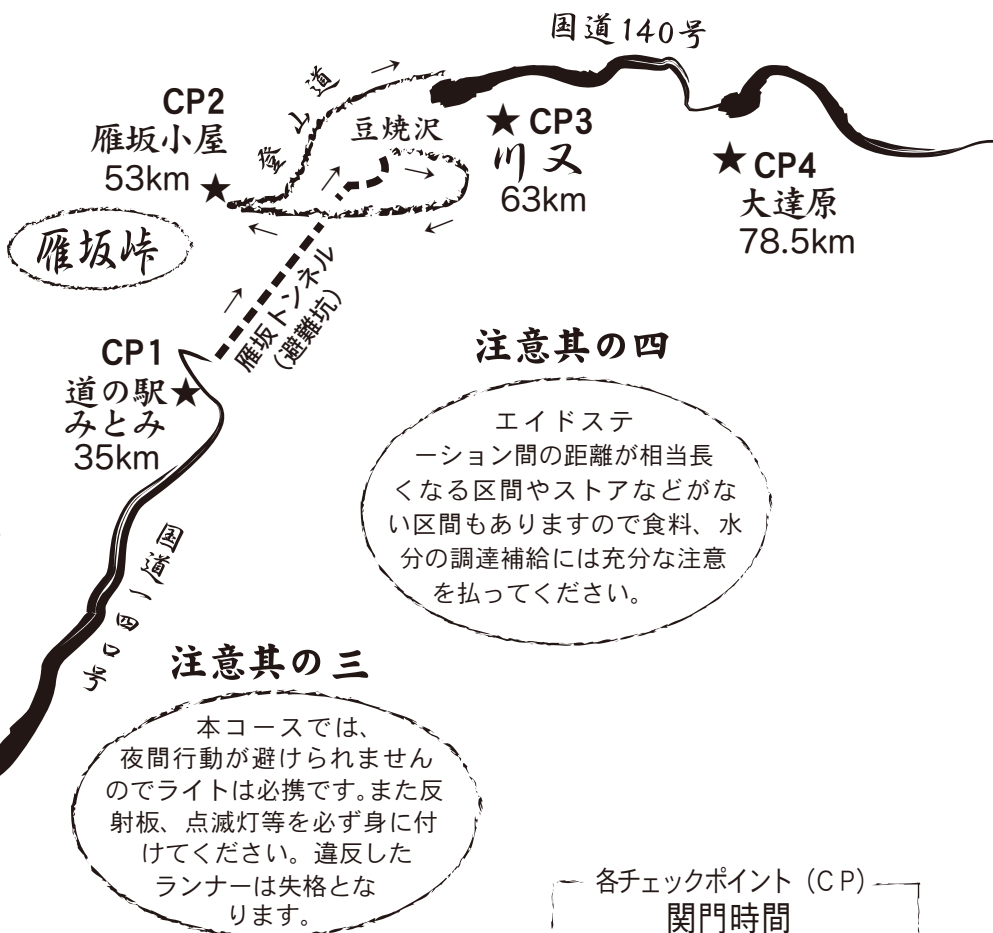 国道140号
CP2
雁坂小屋
53km
登山道
豆焼沢
CP3
川又
63km
CP4
大達原
78.5km
雁坂峠
雁坂トンネル
(避難坑)
CP1
道の駅
みとみ
35km
国道一四〇号
注意其の四
エイドステ
ーション間の距離が相当長
くなる区間やストアなどがな
い区間もありますので食料、水
分の調達補給には充分な注意
を払ってください。
注意其の三
本コースでは、
夜間行動が避けられません
のでライトは必携です。また反
射板、点滅灯等を必ず身に付
けてください。違反した
ランナーは失格とな
ります。
各チェックポイント（CP）
関門時間